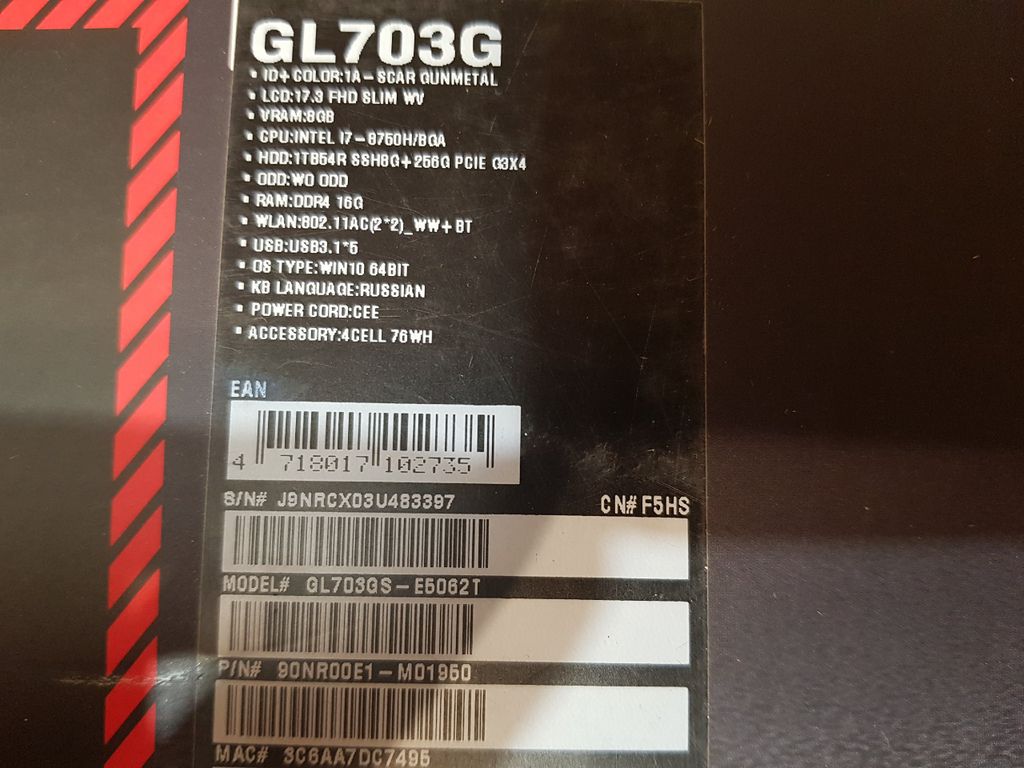 GL703G
• ID+COLOR:1A-SCAR GUNMETAL
• LCD:17.3 FHD SLIM WV
• VRAM:8GB
• CPU:INTEL I7-8750H/BGA
• HDD:1TB54R SSH8G+256G PCIE G3X4
• ODD:WO ODD
• RAM:DDR4 16G
• WLAN:802.11AC(2*2)_WW+BT
• USB:USB3.1*5
• OS TYPE:WIN10 64BIT
• KB LANGUAGE:RUSSIAN
• POWER CORD:CEE
• ACCESSORY:4CELL 76WH
EAN
4 718017 102735
S/N# J9NRCX03U483397 CN# F5HS
MODEL# GL703GS-E5062T
P/N# 90NR00E1-M01950
MAC# 3C6AA7DC7495